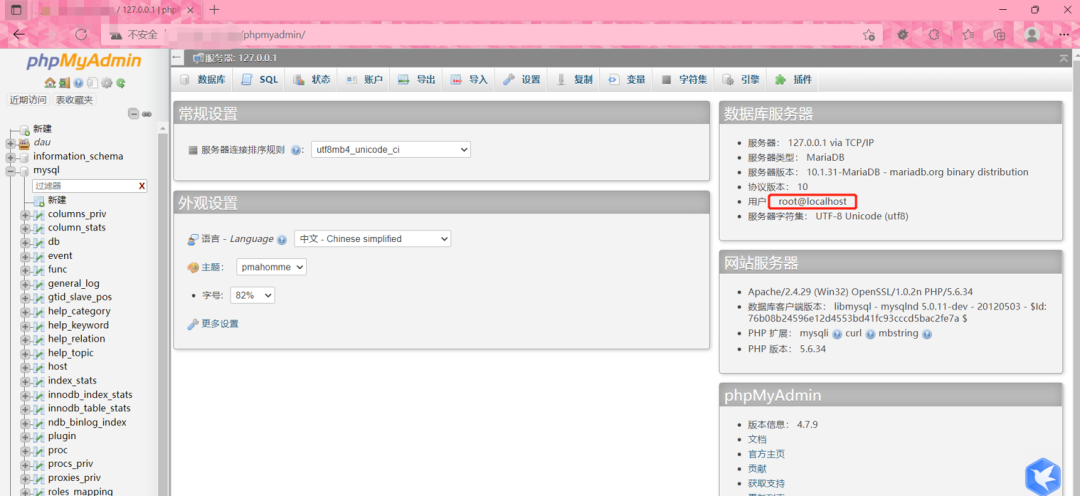 / 127.0.0.1 | php
不安全 /phpmyadmin/
phpMyAdmin
近期访问 表收藏夹
新建
dau
information_schema
mysql
过滤器 X
新建
columns_priv
column_stats
db
event
func
general_log
gtid_slave_pos
help_category
help_keyword
help_relation
help_topic
host
index_stats
innodb_index_stats
innodb_table_stats
ndb_binlog_index
plugin
proc
procs_priv
proxies_priv
roles_mapping
服务器: 127.0.0.1
数据库 SQL 状态 账户 导出 导入 设置 复制 变量 字符集 引擎 插件
常规设置
服务器连接排序规则 : utf8mb4_unicode_ci
外观设置
语言 - Language 中文 - Chinese simplified
主题: pmahomme
字号: 82%
更多设置
数据库服务器
服务器: 127.0.0.1 via TCP/IP
服务器类型: MariaDB
服务器版本: 10.1.31-MariaDB - mariadb.org binary distribution
协议版本: 10
用户 root@localhost
服务器字符集: UTF-8 Unicode (utf8)
网站服务器
Apache/2.4.29 (Win32) OpenSSL/1.0.2n PHP/5.6.34
数据库客户端版本: libmysql - mysqlnd 5.0.11-dev - 20120503 - $Id:
76b08b24596e12d4553bd41fc93cccd5bac2fe7a $
PHP 扩展: mysqli curl mbstring
PHP 版本: 5.6.34
phpMyAdmin
版本信息: 4.7.9
文档
官方主页
贡献
获取支持